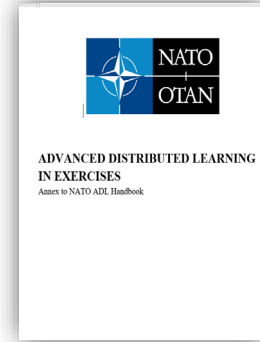 NATO
OTAN
ADVANCED DISTRIBUTED LEARNING
IN EXERCISES
Annex to NATO ADL Handbook